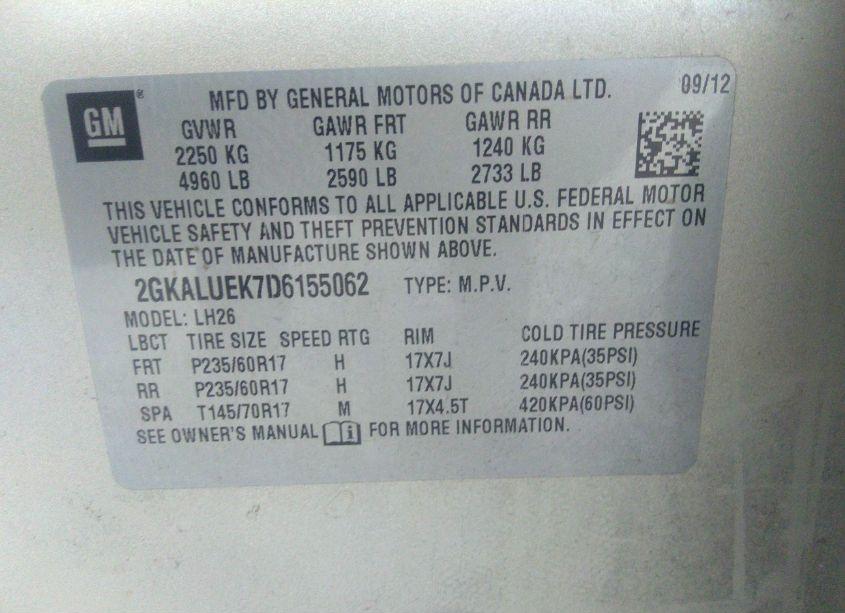 GM ® MFD BY GENERAL MOTORS OF CANADA LTD. 09/12
GVWR GAWR FRT GAWR RR
2250 KG 1175 KG 1240 KG
4960 LB 2590 LB 2733 LB
THIS VEHICLE CONFORMS TO ALL APPLICABLE U.S. FEDERAL MOTOR
VEHICLE SAFETY AND THEFT PREVENTION STANDARDS IN EFFECT ON
THE DATE OF MANUFACTURE SHOWN ABOVE.
2GKALUEK7D6155062 TYPE: M.P.V.
MODEL: LH26
LBCT TIRE SIZE SPEED RTG RIM COLD TIRE PRESSURE
FRT P235/60R17 H 17X7J 240KPA(35PSI)
RR P235/60R17 H 17X7J 240KPA(35PSI)
SPA T145/70R17 M 17X4.5T 420KPA(60PSI)
SEE OWNER'S MANUAL i FOR MORE INFORMATION.